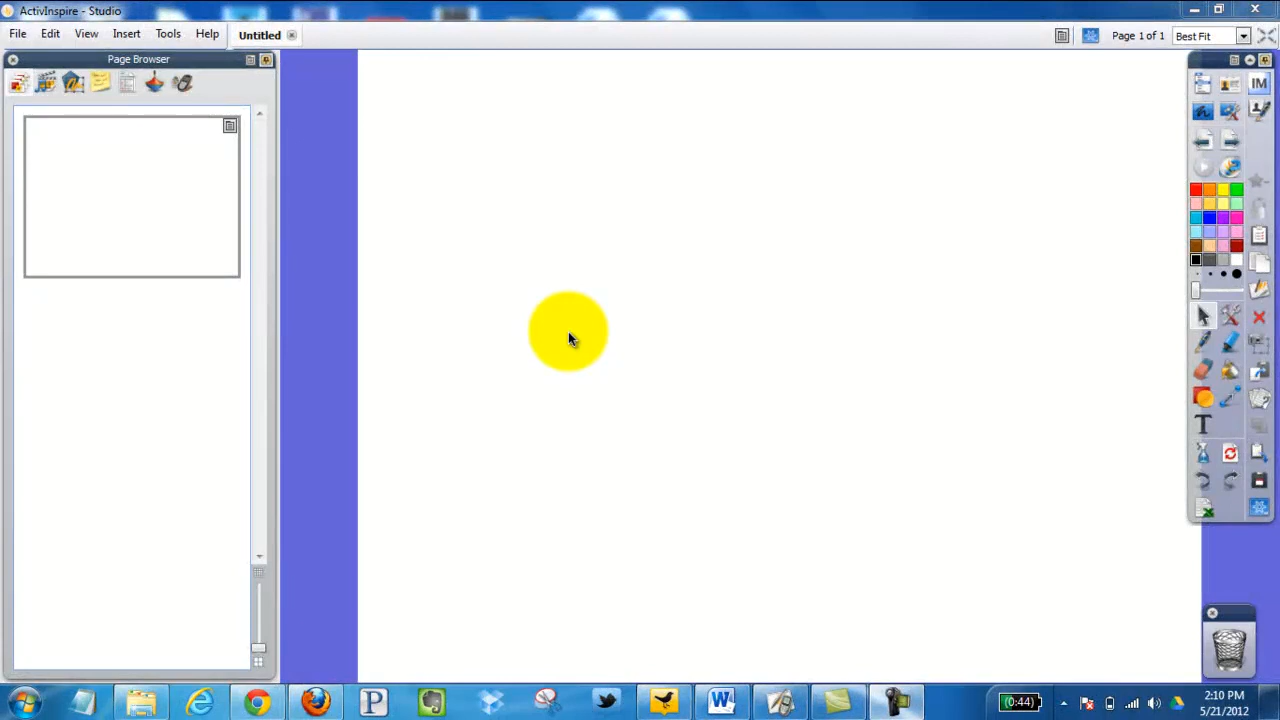 ActivInspire - Studio
File Edit View Insert Tools Help Untitled Page 1 of 1 Best Fit
Page Browser
IM
T
P W (0:44) 2:10 PM
5/21/2012